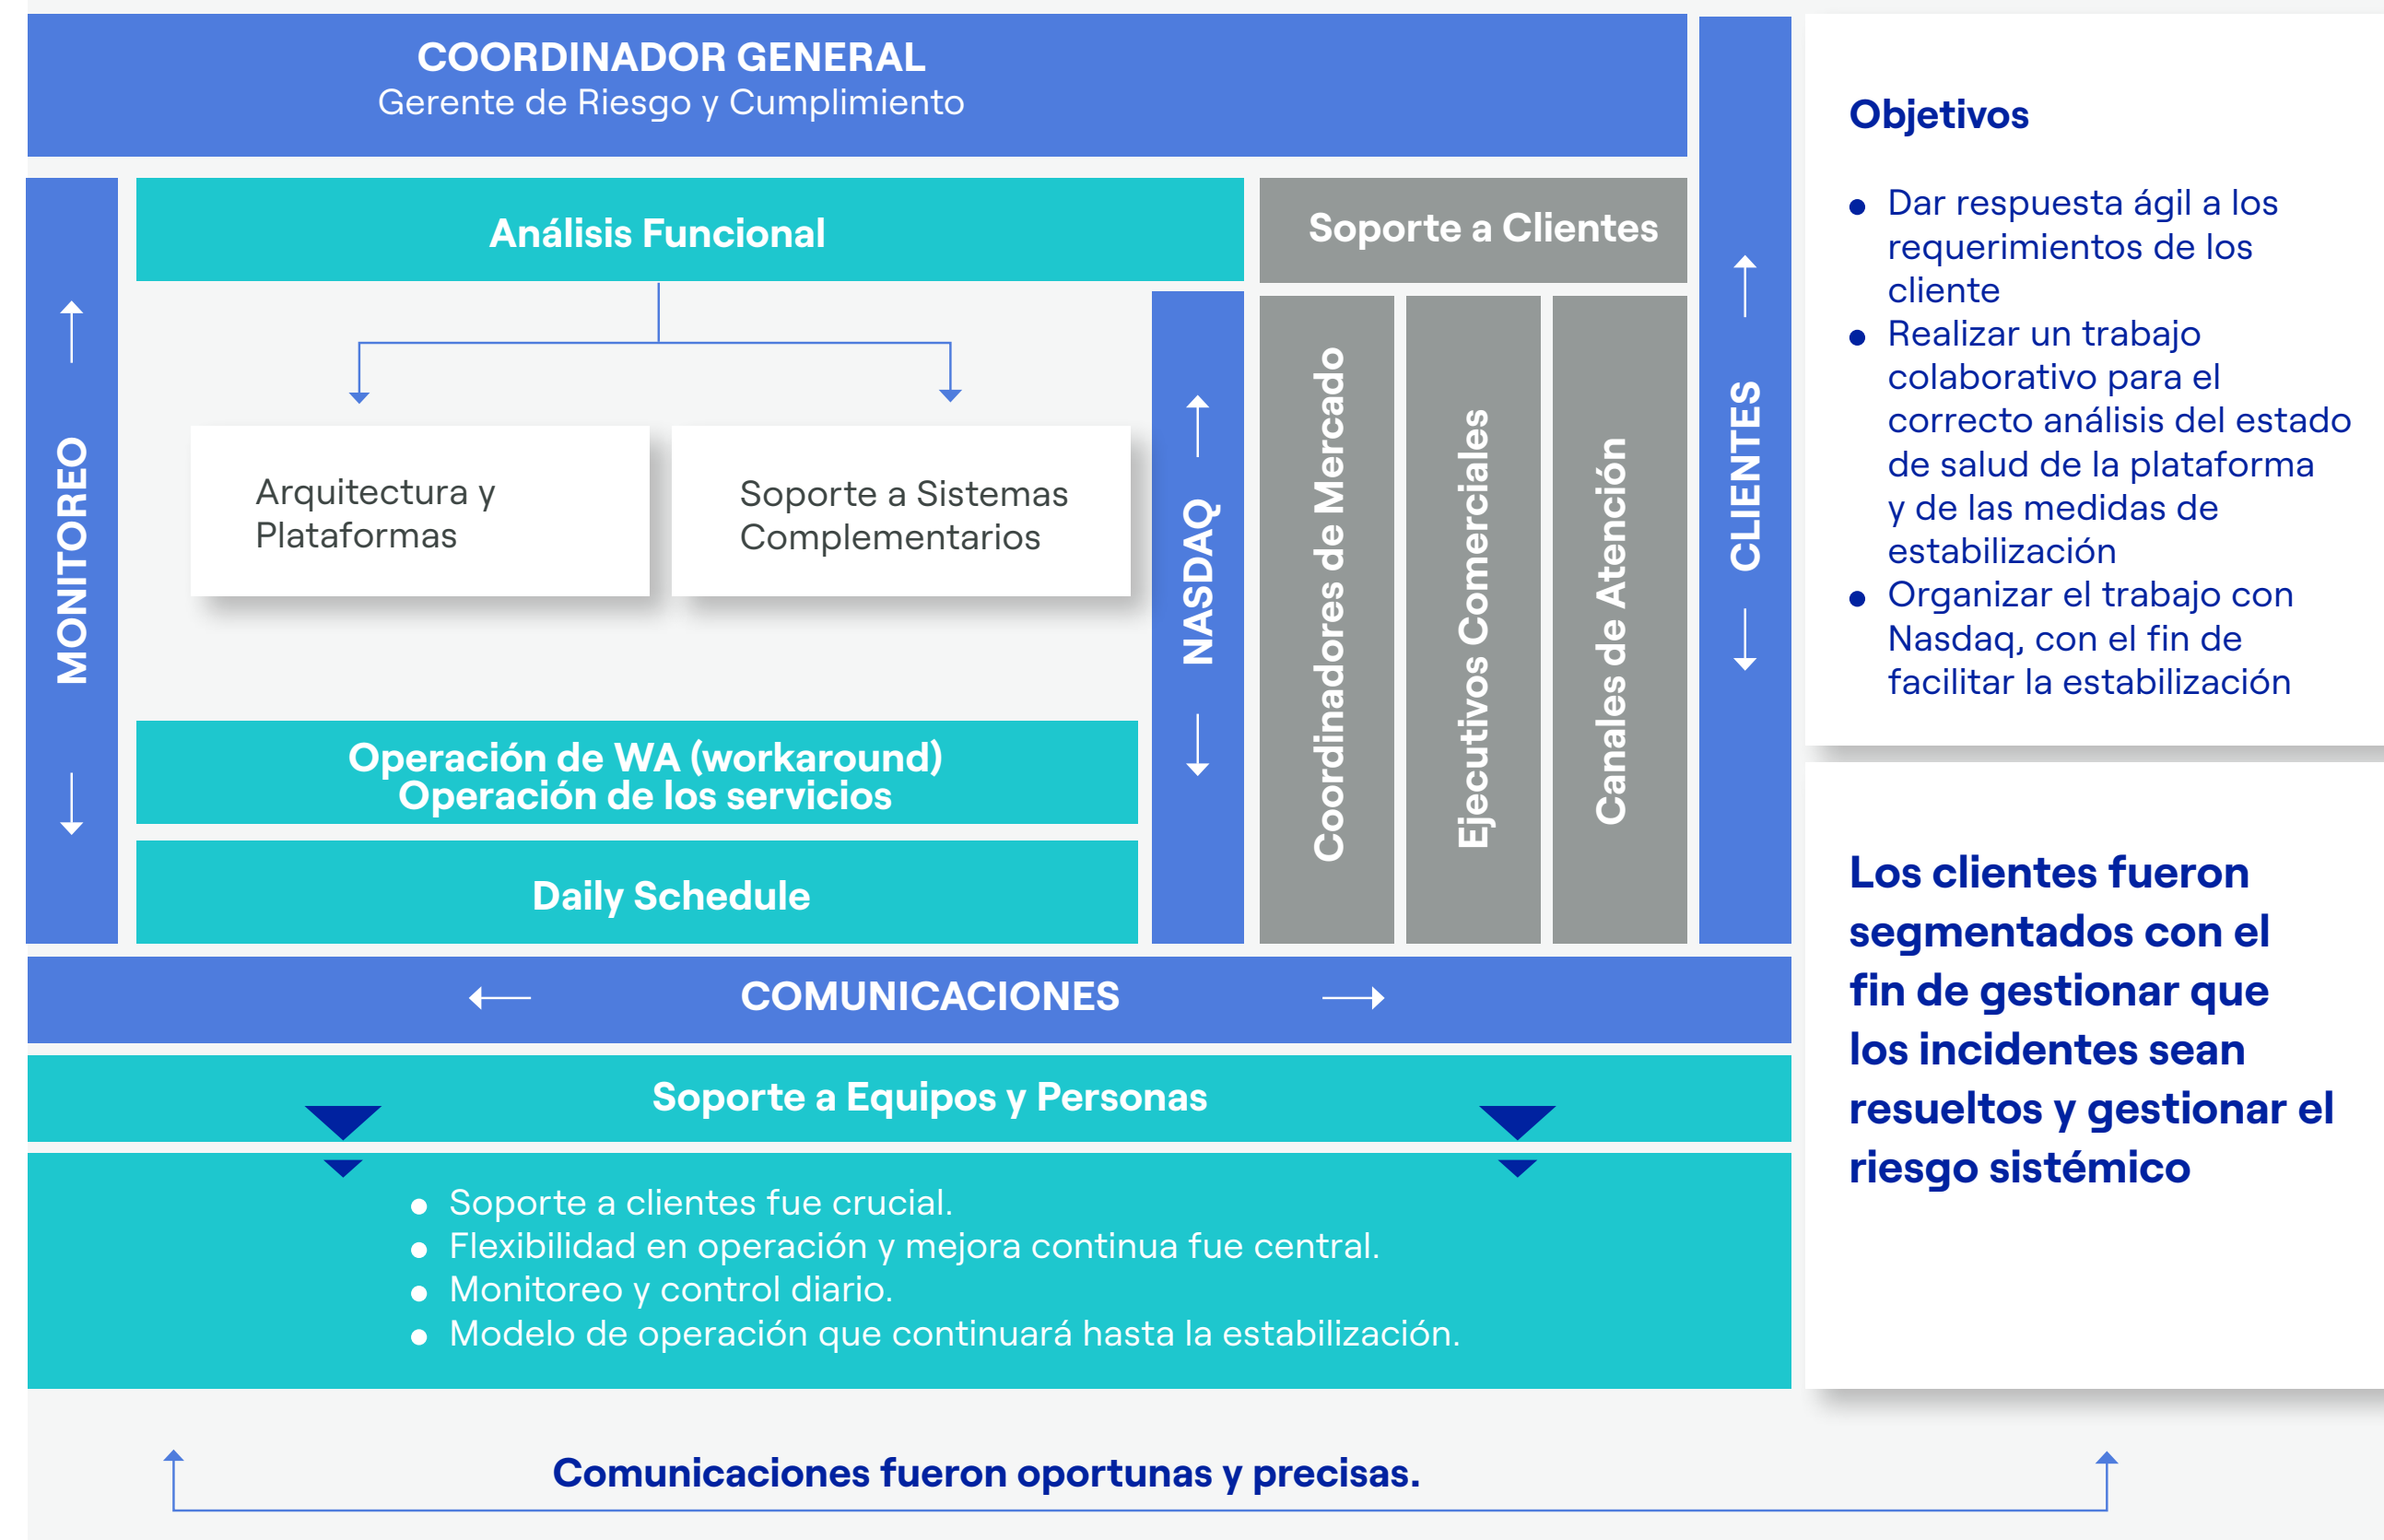 COORDINADOR GENERAL
Gerente de Riesgo y Cumplimiento
MONITOREO
Análisis Funcional
Arquitectura y
Plataformas
Soporte a Sistemas
Complementarios
Operación de WA (workaround)
Operación de los servicios
Daily Schedule
NASDAQ
Soporte a Clientes
Coordinadores de Mercado
Ejecutivos Comerciales
Canales de Atención
CLIENTES
COMUNICACIONES
Soporte a Equipos y Personas
Soporte a clientes fue crucial.
Flexibilidad en operación y mejora continua fue central.
Monitoreo y control diario.
Modelo de operación que continuará hasta la estabilización.
Comunicaciones fueron oportunas y precisas.
Objetivos
Dar respuesta ágil a los
requerimientos de los
cliente
Realizar un trabajo
colaborativo para el
correcto análisis del estado
de salud de la plataforma
y de las medidas de
estabilización
Organizar el trabajo con
Nasdaq, con el fin de
facilitar la estabilización
Los clientes fueron
segmentados con el
fin de gestionar que
los incidentes sean
resueltos y gestionar el
riesgo sistémico